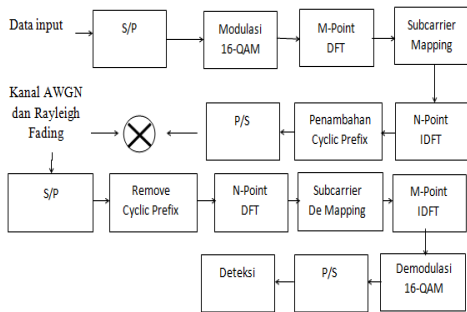 Data input
S/P
Modulasi
16-QAM
M-Point
DFT
Subcarrier
Mapping
Kanal AWGN
dan Rayleigh
Fading
P/S
Penambahan
Cyclic Prefix
N-Point
IDFT
S/P
Remove
Cyclic Prefix
N-Point
DFT
Subcarrier
De Mapping
M-Point
IDFT
Deteksi
P/S
Demodulasi
16-QAM